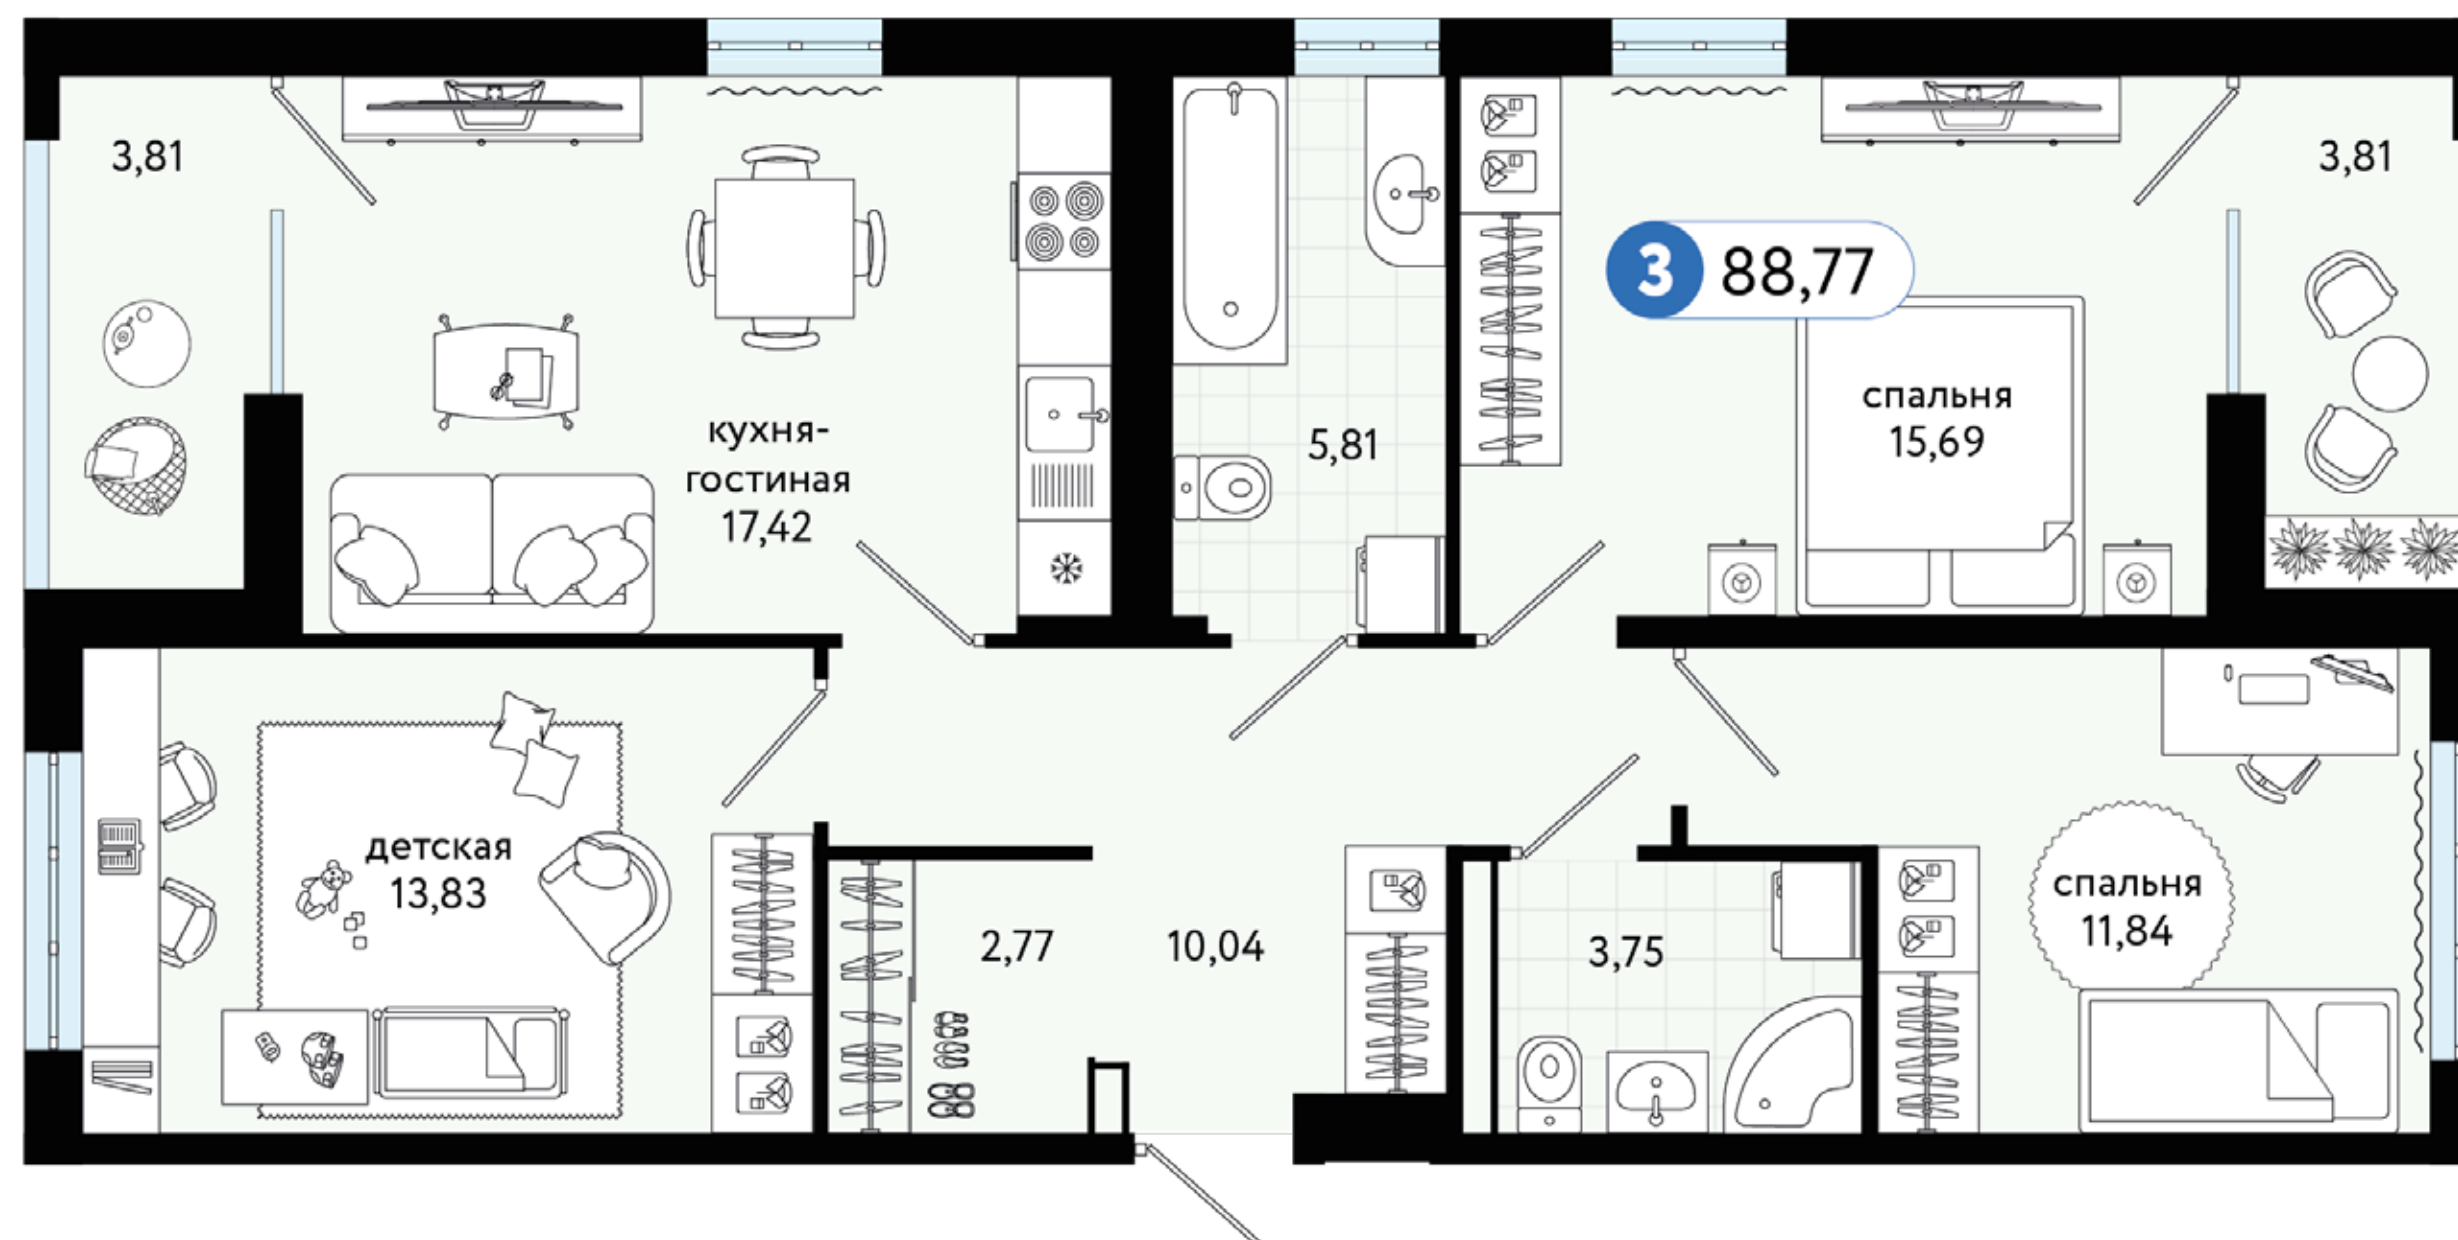 3,81
3,81
3 88,77
кухня-
гостиная
17,42
5,81
спальня
15,69
детская
13,83
2,77
10,04
3,75
спальня
11,84